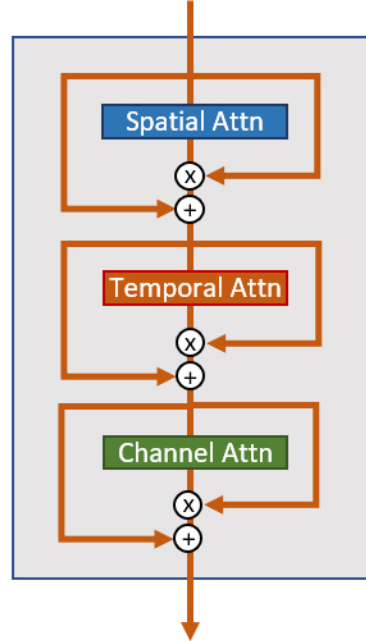 Spatial Attn
x
+
Temporal Attn
x
+
Channel Attn
x
+